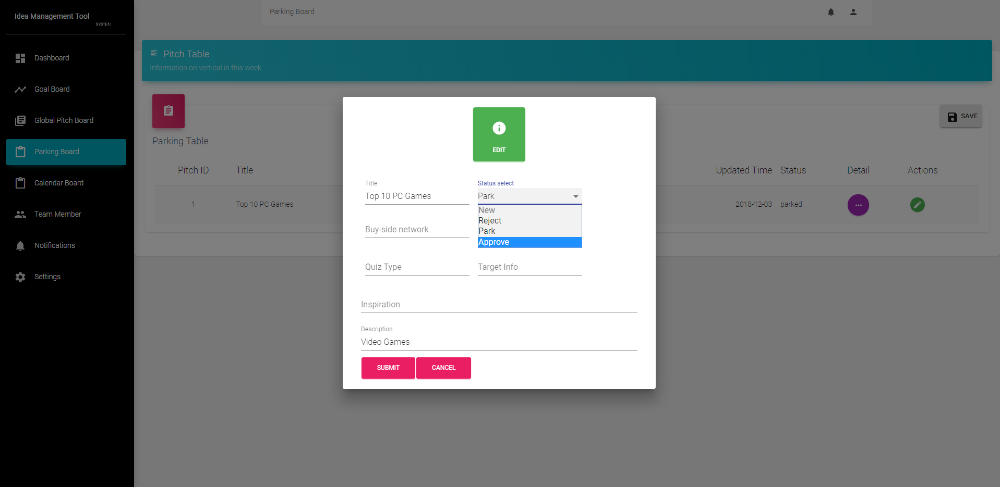 Idea Management Tool
SYSTEM
Dashboard
Goal Board
Global Pitch Board
Parking Board
Calendar Board
Team Member
Notifications
Settings
Parking Board
Pitch Table
Information on vertical in this week
SAVE
Parking Table
Pitch ID Title Updated Time Status Detail Actions
1 Top 10 PC Games 2018-12-03 parked
EDIT
Title Status select
Top 10 PC Games Park
New
Reject
Park
Approve
Buy-side network
Quiz Type Target Info
Inspiration
Description
Video Games
SUBMIT CANCEL